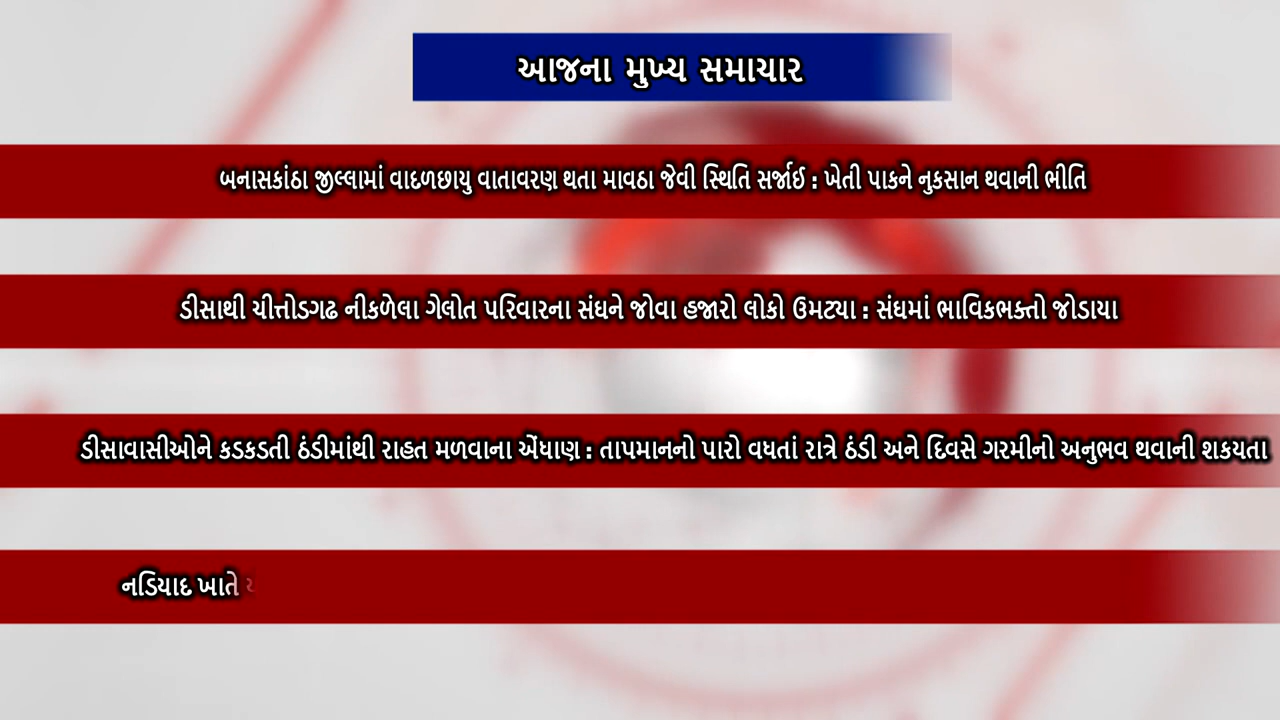 આજના મુખ્ય સમાચાર
બનાસકાંઠા જીલ્લામાં વાદળછાયુ વાતાવરણ થતા માવઠા જેવી સ્થિતિ સર્જાઈ : ખેતી પાકને નુકસાન થવાની ભીતિ
ડીસાથી ચીત્તોડગઢ નીકળેલા ગેલોત પરિવારના સંઘને જોવા હજારો લોકો ઉમટ્યા : સંઘમાં ભાવિકભક્તો જોડાયા
ડીસાવાસીઓને કડકડતી ઠંડીમાંથી રાહત મળવાના એંધાણ : તાપમાનનો પારો વધતાં રાત્રે ઠંડી અને દિવસે ગરમીનો અનુભવ થવાની શકયતા
નડિયાદ ખાતે